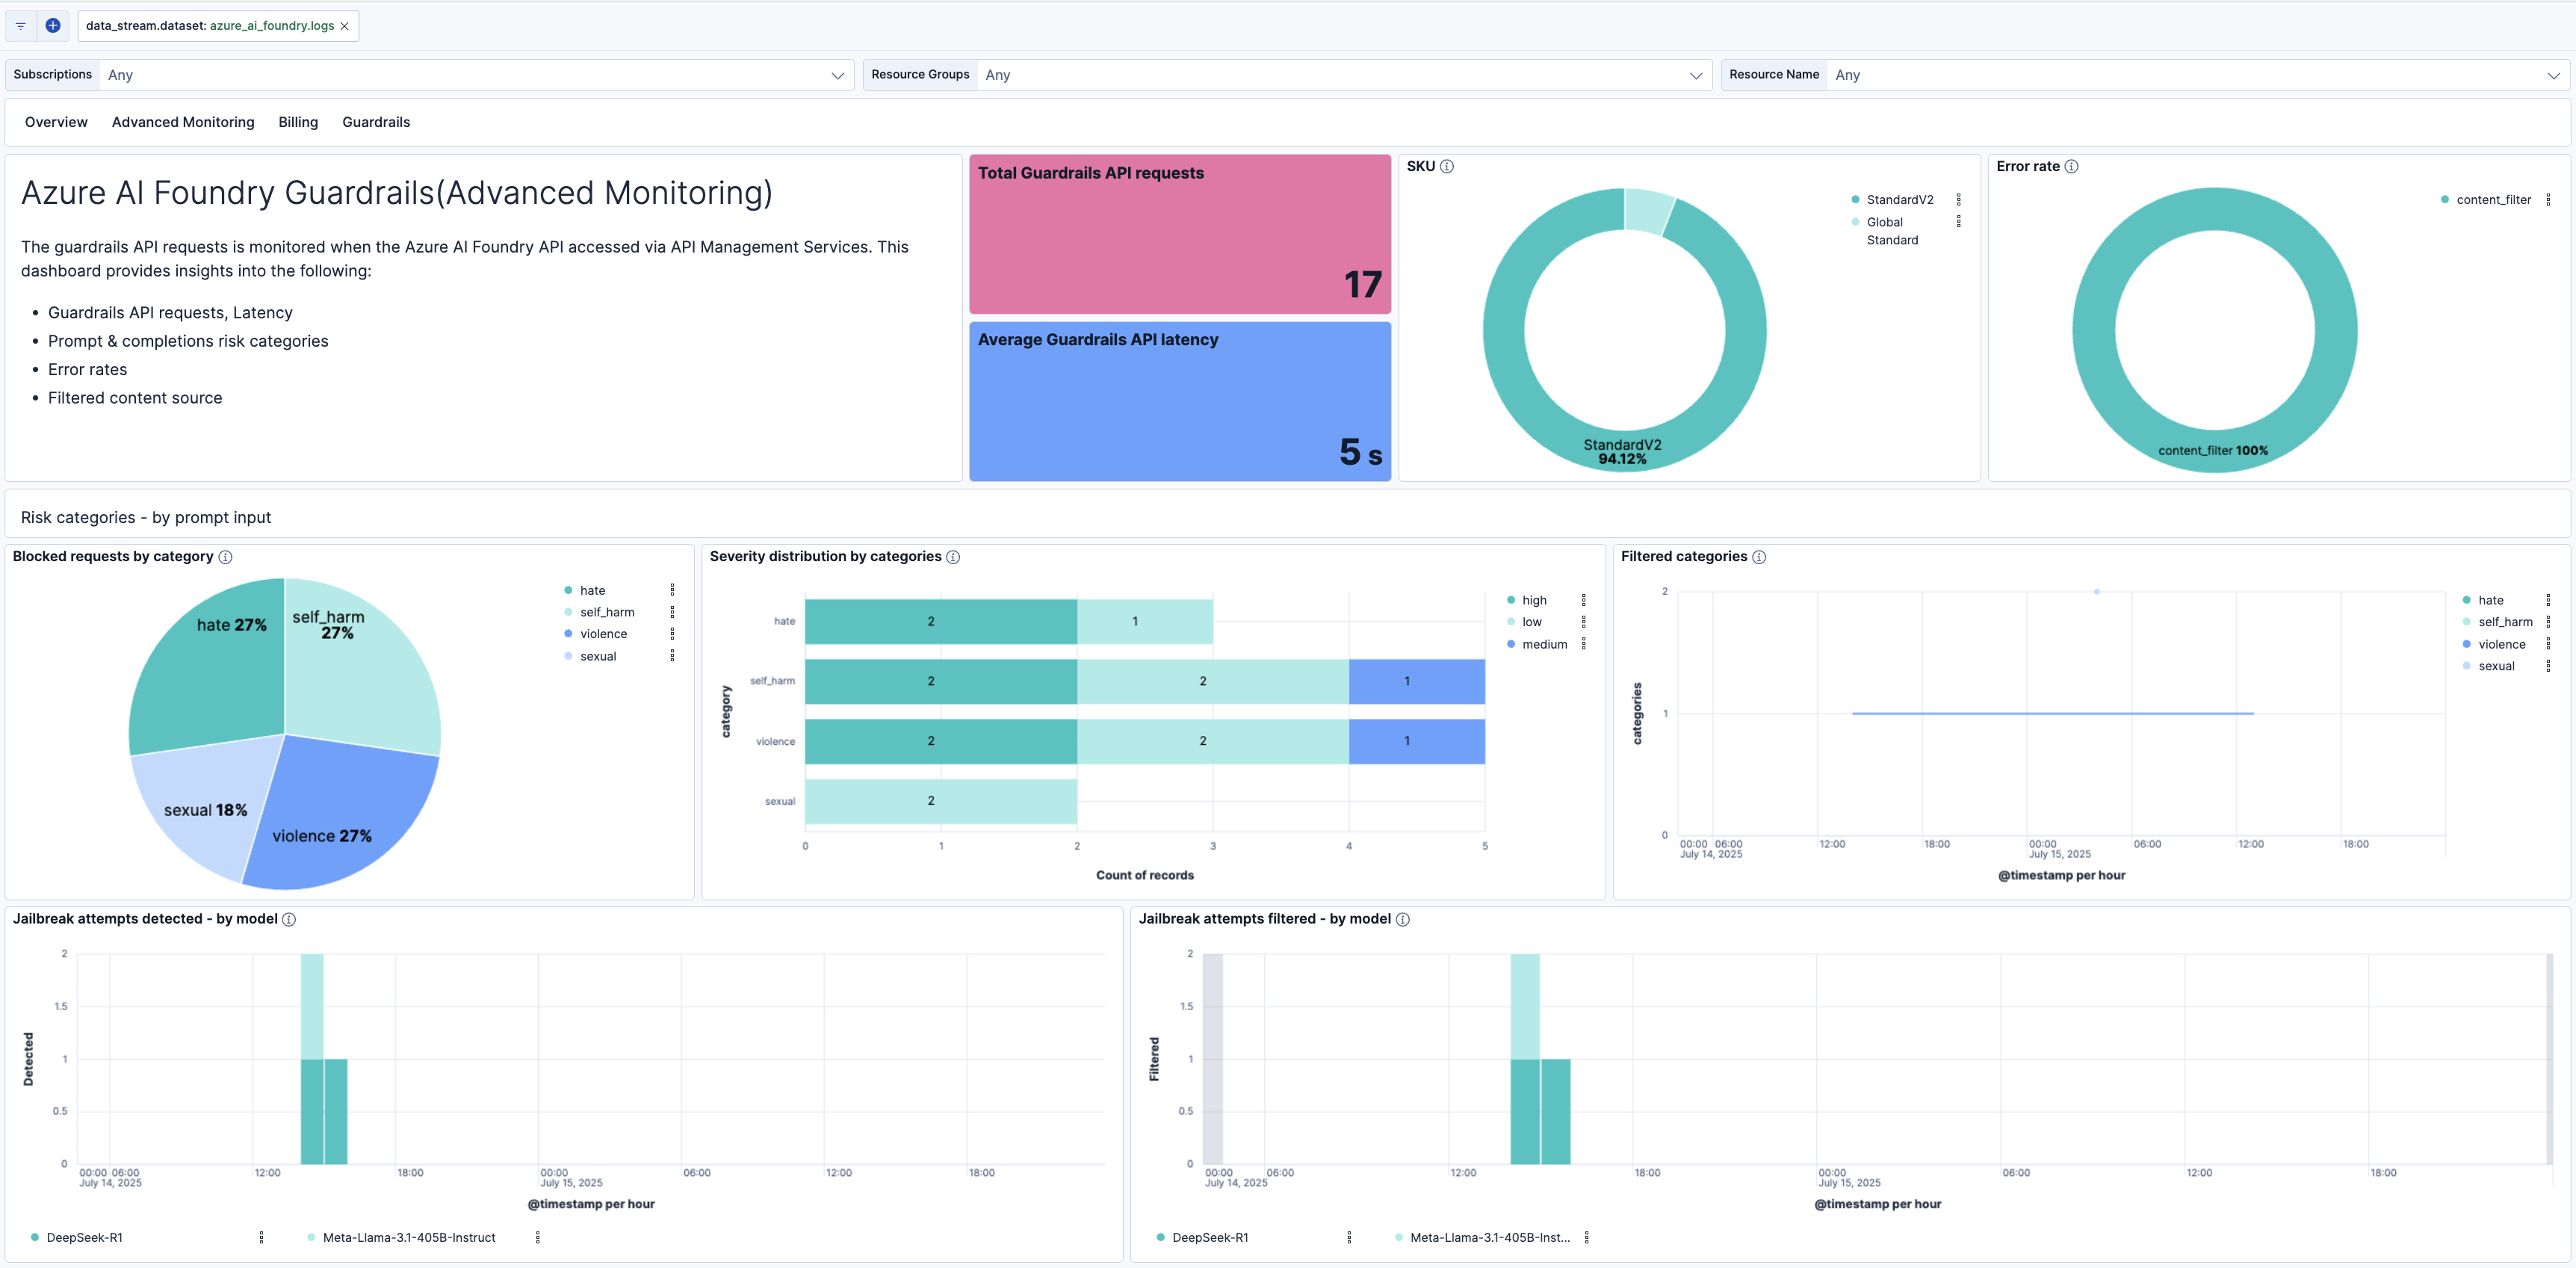 data_stream.dataset: azure_ai_foundry.logs
Subscriptions Any
Resource Groups Any
Resource Name Any
Overview Advanced Monitoring Billing Guardrails
Azure AI Foundry Guardrails(Advanced Monitoring)
The guardrails API requests is monitored when the Azure AI Foundry API accessed via API Management Services. This
dashboard provides insights into the following:
• Guardrails API requests, Latency
• Prompt & completions risk categories
• Error rates
• Filtered content source
Total Guardrails API requests
17
Average Guardrails API latency
5 s
SKU
StandardV2
Global
Standard
StandardV2
94.12%
Error rate
content_filter
content_filter 100%
Risk categories - by prompt input
Blocked requests by category
hate 27%
self_harm
27%
sexual 18%
violence 27%
hate
self_harm
violence
sexual
Severity distribution by categories
category
hate 2 1
self_harm 2 2 1
violence 2 2 1
sexual 2
0 1 2 3 4 5
Count of records
high
low
medium
Filtered categories
categories
2
1
0
00:00 06:00 12:00 18:00 00:00 06:00 12:00 18:00
July 14, 2025 July 15, 2025
@timestamp per hour
hate
self_harm
violence
sexual
Jailbreak attempts detected - by model
Detected
2
1.5
1
0.5
0
00:00 06:00 12:00 18:00 00:00 06:00 12:00 18:00
July 14, 2025 July 15, 2025
@timestamp per hour
DeepSeek-R1 Meta-Llama-3.1-405B-Instruct
Jailbreak attempts filtered - by model
Filtered
2
1.5
1
0.5
0
00:00 06:00 12:00 18:00 00:00 06:00 12:00 18:00
July 14, 2025 July 15, 2025
@timestamp per hour
DeepSeek-R1 Meta-Llama-3.1-405B-Inst...